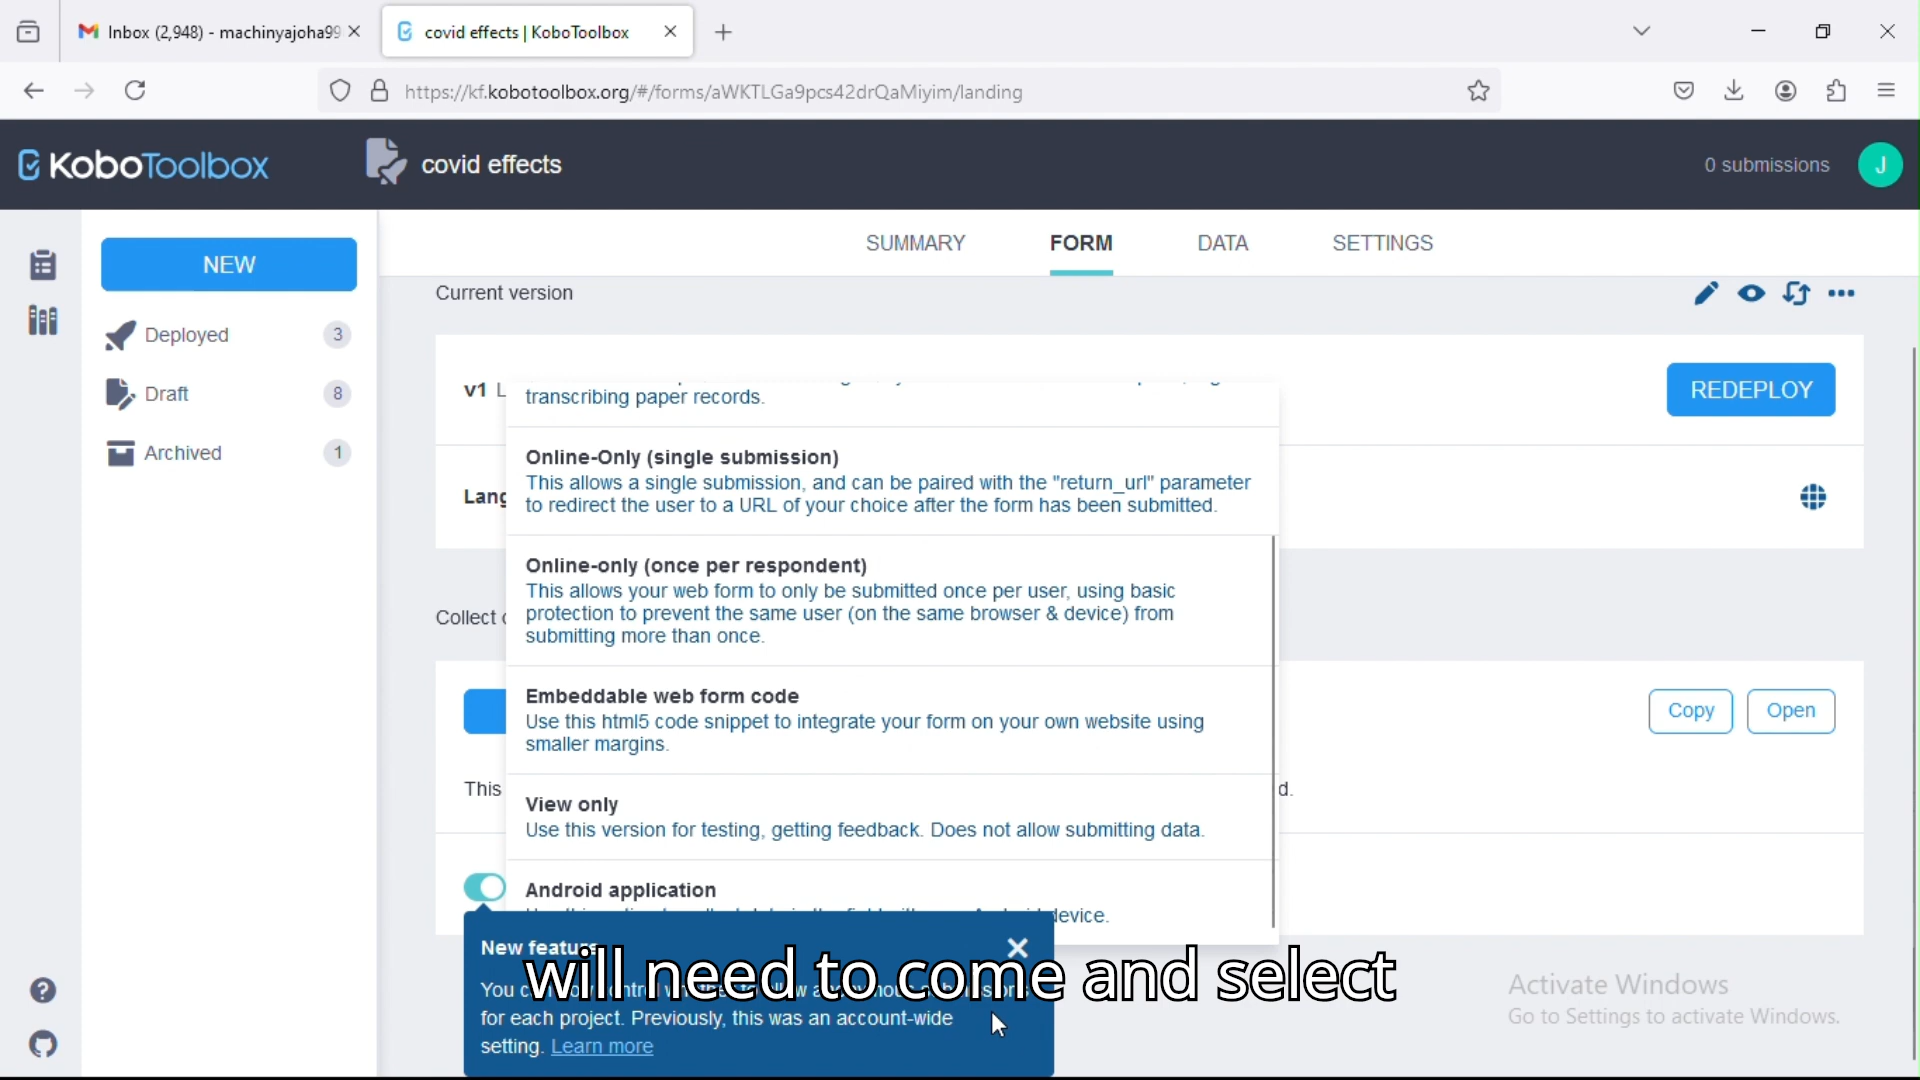 Inbox (2,948) - machinyajoha99
covid effects | KoboToolbox
https://kf.kobotoolbox.org/#/forms/aWKTLGa9pcs42drQaMiyim/landing
KoboToolbox
covid effects
0 submissions
J
NEW
SUMMARY
FORM
DATA
SETTINGS
Current version
Deployed
3
Draft
8
Archived
1
v1
REDEPLOY
transcribing paper records.
Online-Only (single submission)
This allows a single submission, and can be paired with the "return_url" parameter
to redirect the user to a URL of your choice after the form has been submitted.
Lang
Online-only (once per respondent)
This allows your web form to only be submitted once per user, using basic
protection to prevent the same user (on the same browser & device) from
submitting more than once.
Collect
Embeddable web form code
Use this html5 code snippet to integrate your form on your own website using
smaller margins.
Copy
Open
This
d.
View only
Use this version for testing, getting feedback. Does not allow submitting data.
Android application
device.
New feature
will need to come and select
for each project. Previously, this was an account-wide
setting. Learn more
Activate Windows
Go to Settings to activate Windows.